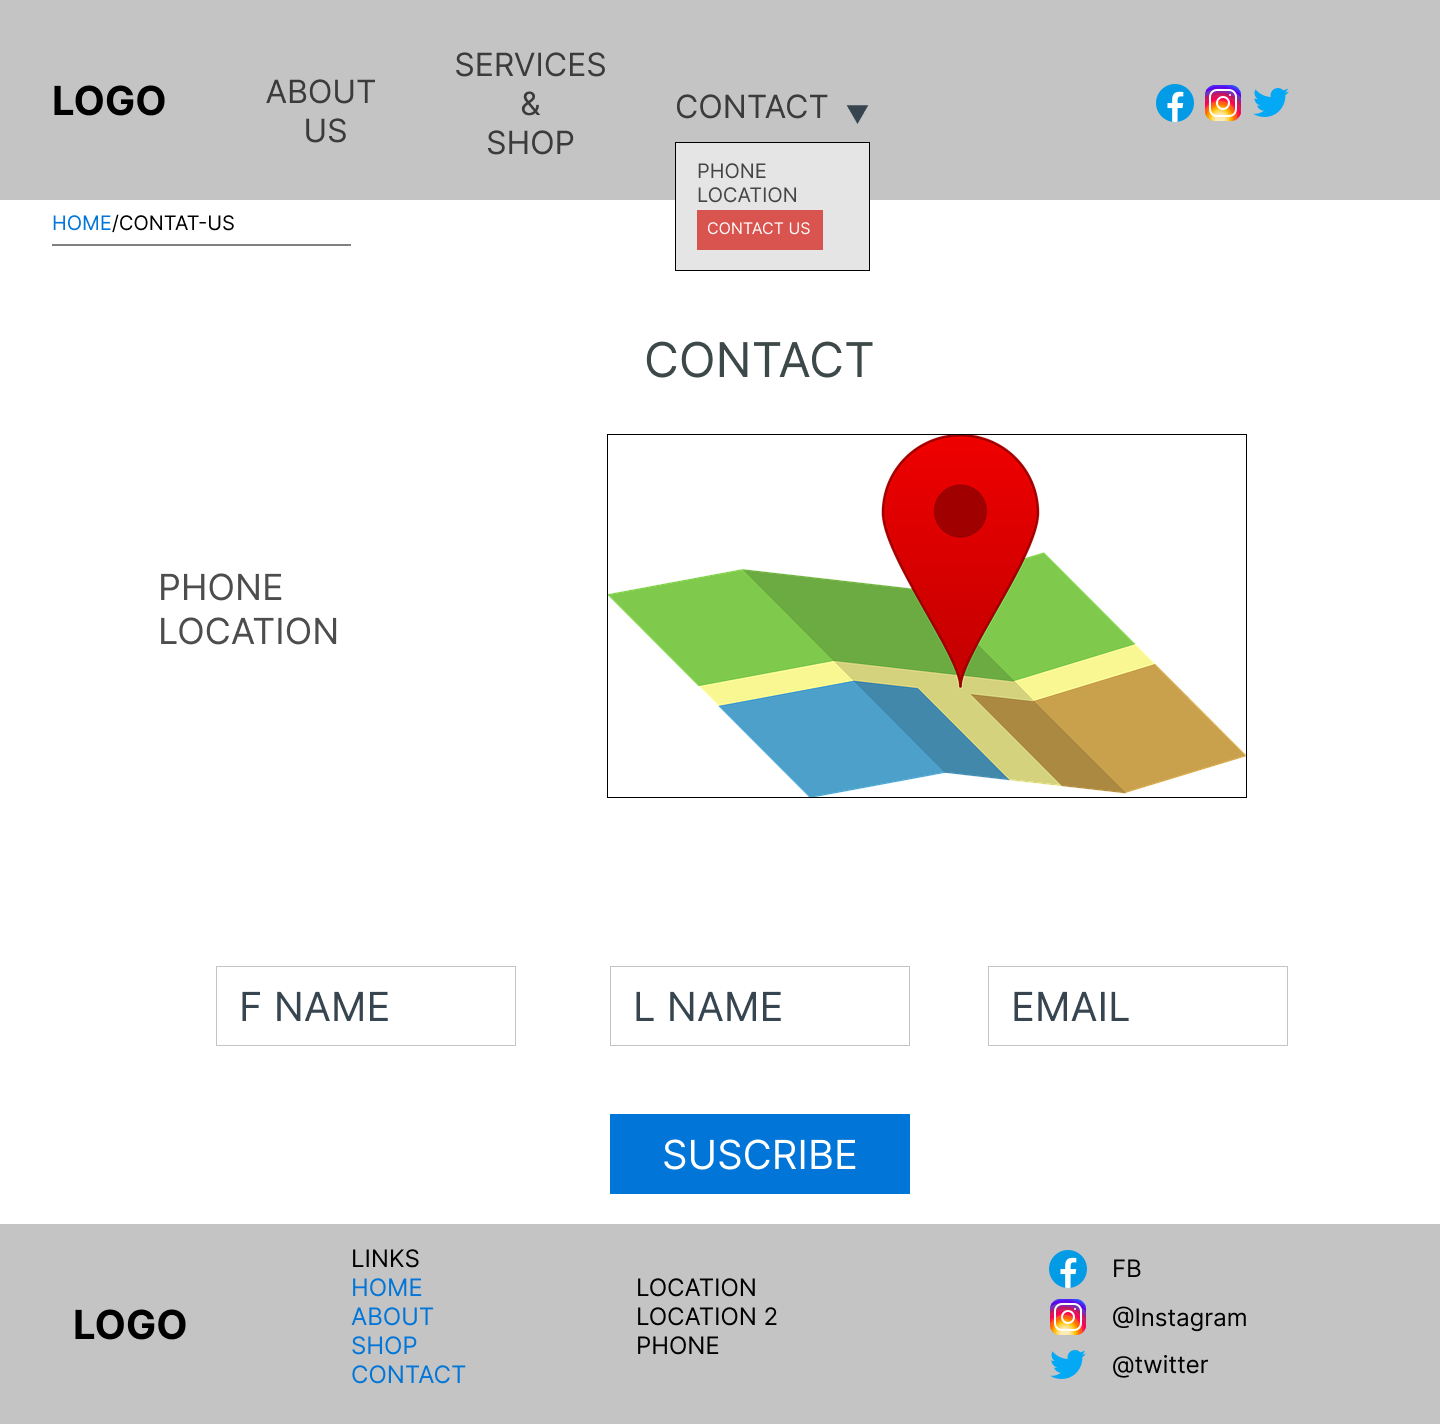 LOGO
ABOUT
US
SERVICES
&
SHOP
CONTACT
PHONE
LOCATION
CONTACT US
HOME/CONTAT-US
CONTACT
PHONE
LOCATION
F NAME
L NAME
EMAIL
SUSCRIBE
LOGO
LINKS
HOME
ABOUT
SHOP
CONTACT
LOCATION
LOCATION 2
PHONE
FB
@Instagram
@twitter